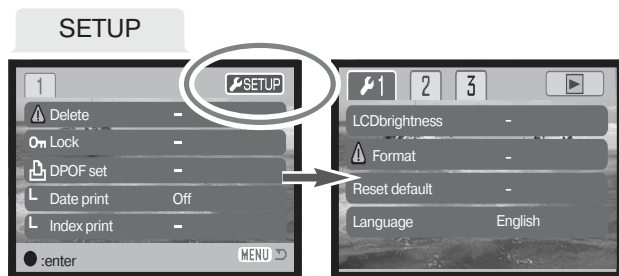 SETUP
1 SETUP
Delete –
Lock –
DPOF set –
Date print Off
Index print –
:enter MENU
1 2 3
LCDbrightness –
Format –
Reset default –
Language English